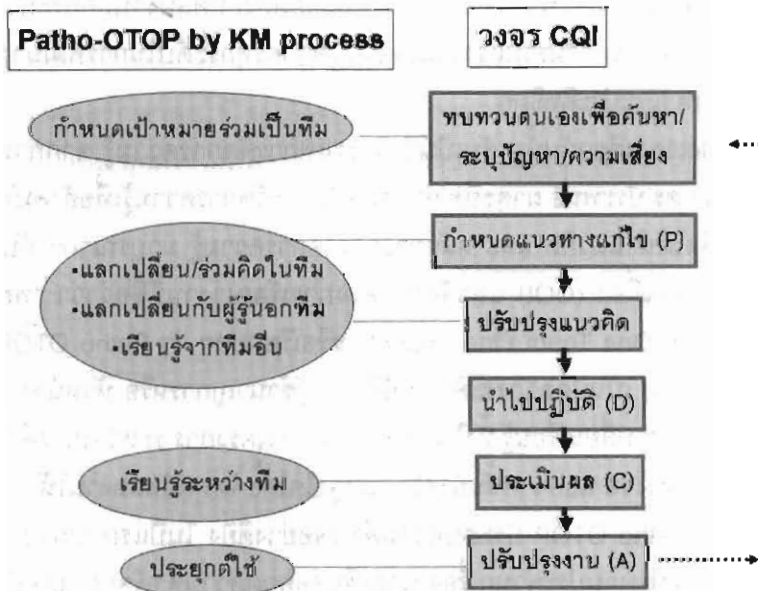 Patho-OTOP by KM process
วงจร CQI
กำหนดเป้าหมายร่วมเป็นทีม
ทบทวนตนเองเพื่อค้นหา/
ระบุปัญหา/ความเสี่ยง
กำหนดแนวทางแก้ไข (P)
•แลกเปลี่ยน/ร่วมคิดในทีม
•แลกเปลี่ยนกับผู้รู้นอกทีม
•เรียนรู้จากทีมอื่น
ปรับปรุงแนวคิด
นำไปปฏิบัติ (D)
เรียนรู้ระหว่างทีม
ประเมินผล (C)
ประยุกต์ใช้
ปรับปรุงงาน (A)